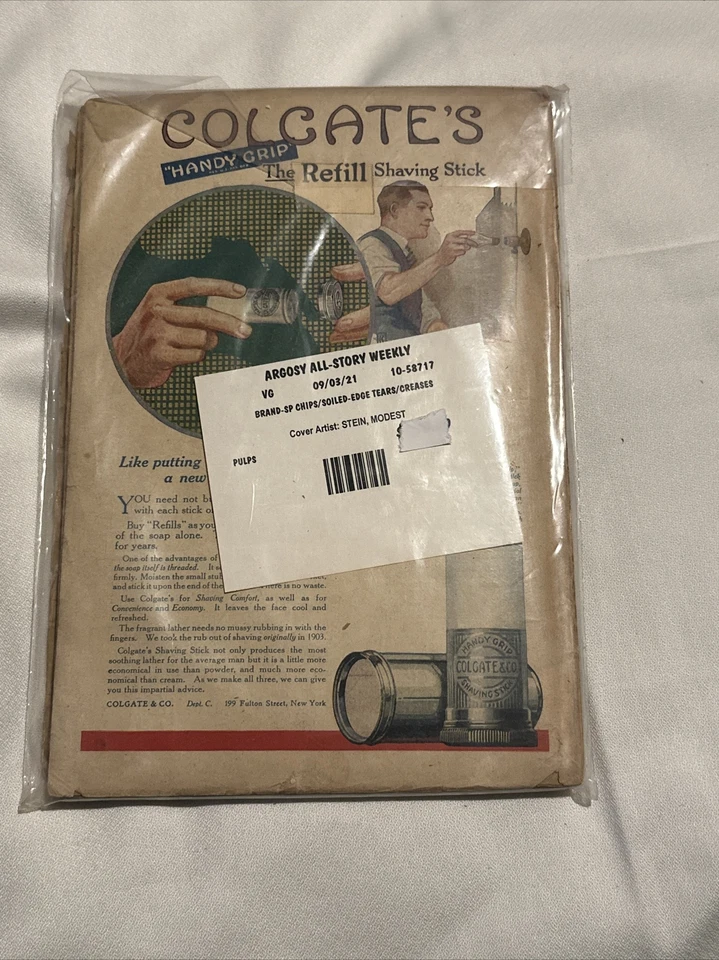 COLGATE'S
"HANDY GRIP"
The Refill Shaving Stick
ARGOSY ALL-STORY WEEKLY
VG 09/03/21 10-58717
BRAND-SP CHIPS/SOILED-EDGE TEARS/CREASES
Cover Artist: STEIN, MODEST
PULPS
Like putting
a new
YOU need not
with each stick
Buy "Refills" as you
of the soap alone.
for years.
One of the advantages of
the soap itself is threaded.
firmly. Moisten the small
and stick it upon the end of the there is no waste.
Use Colgate's for Shaving Comfort, as well as for
Convenience and Economy. It leaves the face cool and
refreshed.
The fragrant lather needs no mussy rubbing in with the
fingers. We took the rub out of shaving originally in 1903.
Colgate's Shaving Stick not only produces the most
soothing lather for the average man but it is a little more
economical in use than powder, and much more eco-
nomical than cream. As we make all three, we can give
you this impartial advice.
COLGATE & CO. Dept. C. 199 Fulton Street, New York
HANDY GRIP
COLGATE & CO.
SHAVING STICK